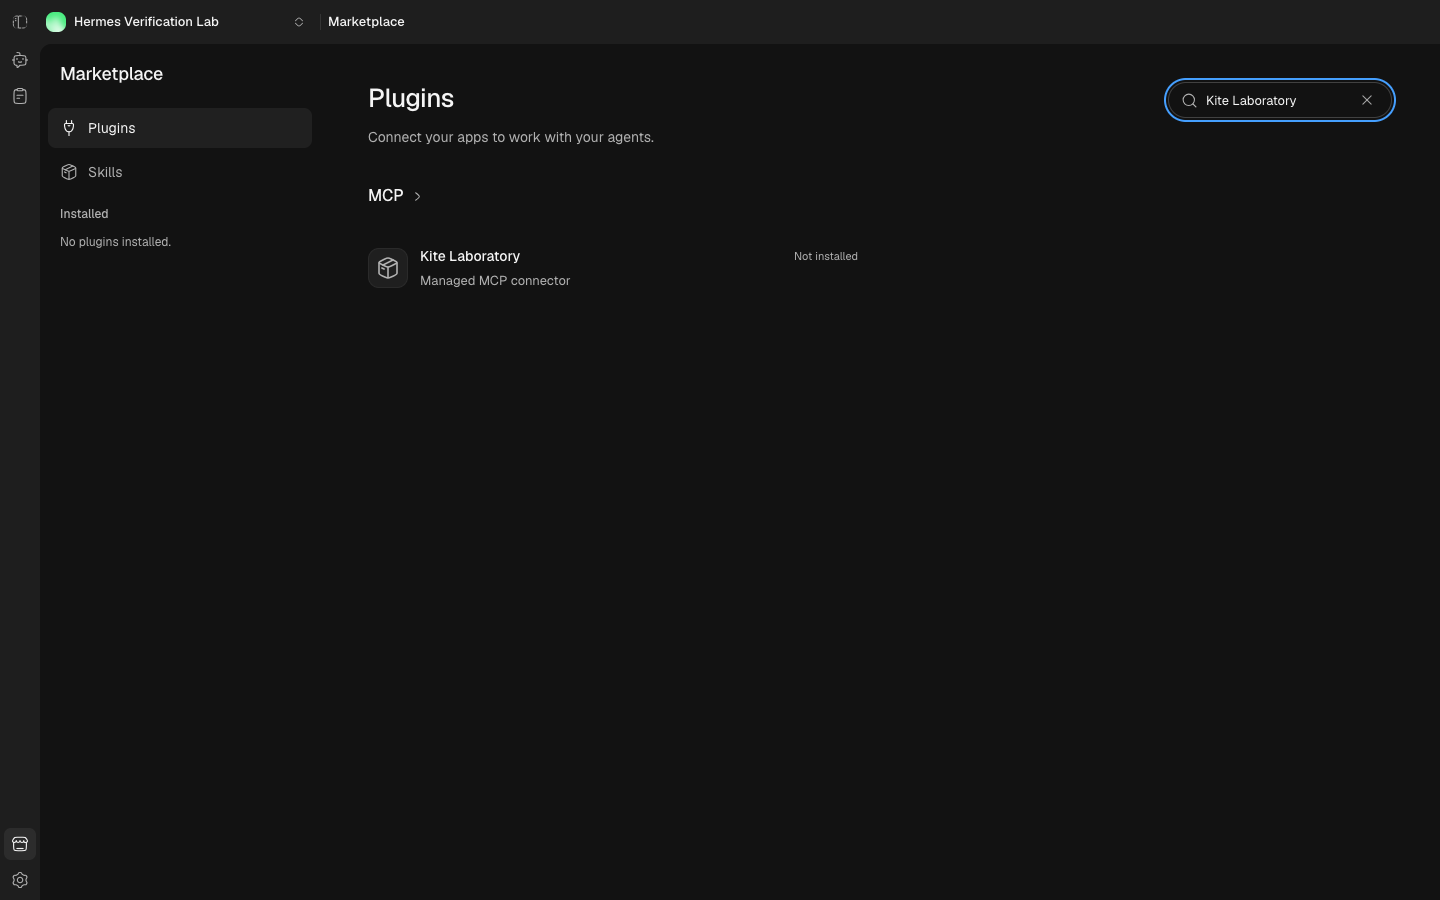 Hermes Verification Lab
Marketplace
Marketplace
Plugins
Skills
Installed
No plugins installed.
Plugins
Connect your apps to work with your agents.
Kite Laboratory
MCP
Kite Laboratory
Managed MCP connector
Not installed